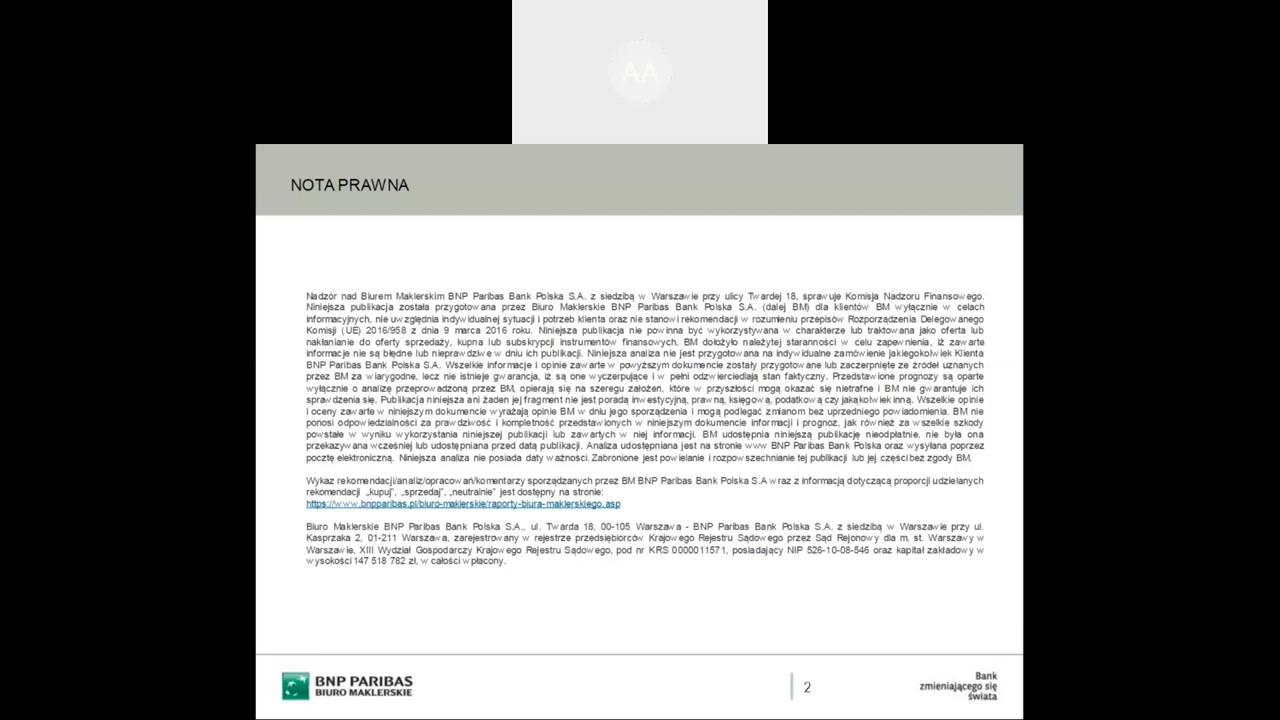 AA
NOTA PRAWNA
Nadzór nad Biurem Maklerskim BNP Paribas Bank Polska S.A. z siedzibą w Warszawie przy ulicy Twardej 18, sprawuje Komisja Nadzoru Finansowego.
Niniejsza publikacja została przygotowana przez Biuro Maklerskie BNP Paribas Bank Polska S.A. (dalej BM) dla klientów BM wyłącznie w celach
informacyjnych, nie uwzględnia indywidualnej sytuacji i potrzeb klienta oraz nie stanowi rekomendacji w rozumieniu przepisów Rozporządzenia Delegowanego
Komisji (UE) 2016/958 z dnia 9 marca 2016 roku. Niniejsza publikacja nie powinna być wykorzystywana w charakterze lub traktowana jako oferta lub
nakłanianie do oferty sprzedaży, kupna lub subskrypcji instrumentów finansowych. BM dołożyło należytej staranności w celu zapewnienia, iż zawarte
informacje nie są błędne lub nieprawdziwe w dniu ich publikacji. Niniejsza analiza nie jest przygotowana na indywidualne zamówienie jakiegokolwiek Klienta
BNP Paribas Bank Polska S.A. Wszelkie informacje i opinie zawarte w powyższym dokumencie zostały przygotowane lub zaczerpnięte ze źródeł uznanych
przez BM za wiarygodne, lecz nie istnieje gwarancja, iż są one wyczerpujące i w pełni odzwierciedlają stan faktyczny. Przedstawione prognozy są oparte
wyłącznie o analizę przeprowadzoną przez BM, opierają się na szeregu założeń, które w przyszłości mogą okazać się nietrafne i BM nie gwarantuje ich
sprawdzenia się. Publikacja niniejsza ani żaden jej fragment nie jest poradą inwestycyjną, prawną, księgową, podatkową czy jakąkolwiek inną. Wszelkie opinie
i oceny zawarte w niniejszym dokumencie wyrażają opinie BM w dniu jego sporządzenia i mogą podlegać zmianom bez uprzedniego powiadomienia. BM nie
ponosi odpowiedzialności za prawdziwość i kompletność przedstawionych w niniejszym dokumencie informacji i prognoz, jak również za wszelkie szkody
powstałe w wyniku wykorzystania niniejszej publikacji lub zawartych w niej informacji. BM udostępnia niniejszą publikację nieodpłatnie, nie była ona
przekazywana wcześniej lub udostępniana przed datą publikacji. Analiza udostępniana jest na stronie www BNP Paribas Bank Polska oraz wysyłana poprzez
pocztę elektroniczną. Niniejsza analiza nie posiada daty ważności. Zabronione jest powielanie i rozpowszechnianie tej publikacji lub jej części bez zgody BM.
Wykaz rekomendacji/analiz/opracowań/komentarzy sporządzanych przez BM BNP Paribas Bank Polska S.A wraz z informacją dotyczącą proporcji udzielanych
rekomendacji „kupuj”, „sprzedaj”, „neutralnie” jest dostępny na stronie:
https://www.bnpparibas.pl/biuro-maklerskie/raporty-biura-maklerskiego.asp
Biuro Maklerskie BNP Paribas Bank Polska S.A., ul. Twarda 18, 00-105 Warszawa - BNP Paribas Bank Polska S.A. z siedzibą w Warszawie przy ul.
Kasprzaka 2, 01-211 Warszawa, zarejestrowany w rejestrze przedsiębiorców Krajowego Rejestru Sądowego przez Sąd Rejonowy dla m. st. Warszawy w
Warszawie, XIII Wydział Gospodarczy Krajowego Rejestru Sądowego, pod nr KRS 0000011571, posiadający NIP 526-10-08-546 oraz kapitał zakładowy w
wysokości 147 518 782 zł, w całości wpłacony.
BNP PARIBAS
BIURO MAKLERSKIE
2
Bank
zmieniającego się
świata